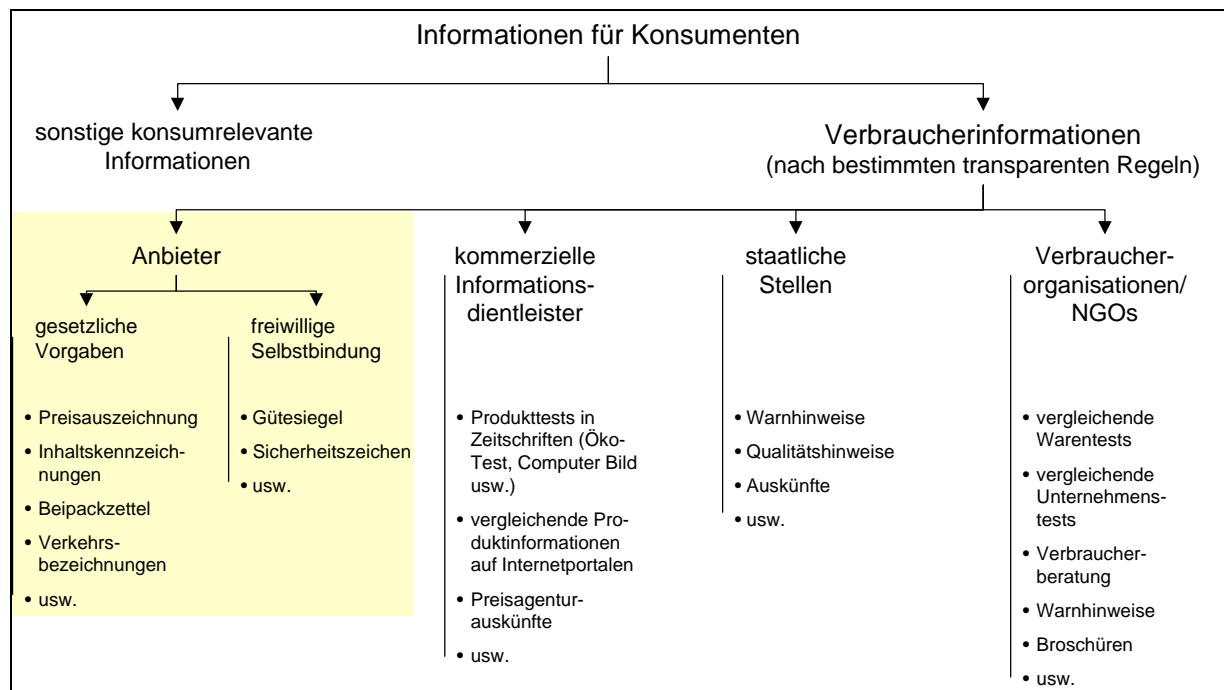 Informationen für Konsumenten
sonstige konsumrelevante
Informationen
Verbraucherinformationen
(nach bestimmten transparenten Regeln)
Anbieter
gesetzliche
Vorgaben
• Preisauszeichnung
• Inhaltskennzeich-
nungen
• Beipackzettel
• Verkehrs-
bezeichnungen
• usw.
freiwillige
Selbstbindung
• Gütesiegel
• Sicherheitszeichen
• usw.
kommerzielle
Informations-
dientleister
• Produkttests in
Zeitschriften (Öko-
Test, Computer Bild
usw.)
• vergleichende Pro-
duktinformationen
auf Internetportalen
• Preisagentur-
auskünfte
• usw.
staatliche
Stellen
• Warnhinweise
• Qualitätshinweise
• Auskünfte
• usw.
Verbraucher-
organisationen/
NGOs
• vergleichende
Warentests
• vergleichende
Unternehmens-
tests
• Verbraucher-
beratung
• Warnhinweise
• Broschüren
• usw.